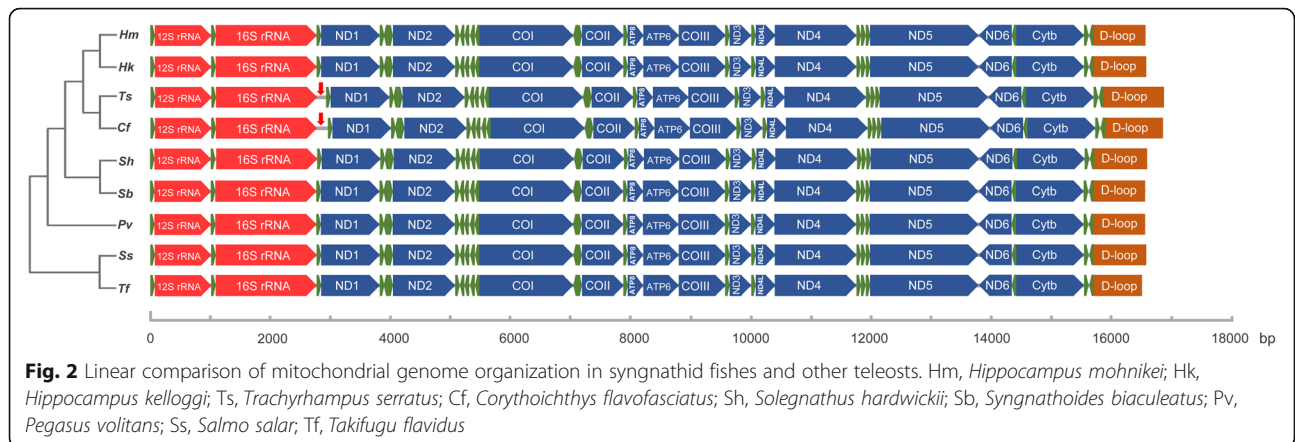 Hm 12S rRNA 16S rRNA ND1 ND2 COI COII ATP8 ATP6 COIII ND3 ND4L ND4 ND5 ND6 Cytb D-loop
Hk 12S rRNA 16S rRNA ND1 ND2 COI COII ATP8 ATP6 COIII ND3 ND4L ND4 ND5 ND6 Cytb D-loop
Ts 12S rRNA 16S rRNA ND1 ND2 COI COII ATP8 ATP6 COIII ND3 ND4L ND4 ND5 ND6 Cytb D-loop
Cf 12S rRNA 16S rRNA ND1 ND2 COI COII ATP8 ATP6 COIII ND3 ND4L ND4 ND5 ND6 Cytb D-loop
Sh 12S rRNA 16S rRNA ND1 ND2 COI COII ATP8 ATP6 COIII ND3 ND4L ND4 ND5 ND6 Cytb D-loop
Sb 12S rRNA 16S rRNA ND1 ND2 COI COII ATP8 ATP6 COIII ND3 ND4L ND4 ND5 ND6 Cytb D-loop
Pv 12S rRNA 16S rRNA ND1 ND2 COI COII ATP8 ATP6 COIII ND3 ND4L ND4 ND5 ND6 Cytb D-loop
Ss 12S rRNA 16S rRNA ND1 ND2 COI COII ATP8 ATP6 COIII ND3 ND4L ND4 ND5 ND6 Cytb D-loop
Tf 12S rRNA 16S rRNA ND1 ND2 COI COII ATP8 ATP6 COIII ND3 ND4L ND4 ND5 ND6 Cytb D-loop
0 2000 4000 6000 8000 10000 12000 14000 16000 18000 bp
Fig. 2 Linear comparison of mitochondrial genome organization in syngnathid fishes and other teleosts. Hm, Hippocampus mohnikei; Hk,
Hippocampus kelloggi; Ts, Trachyrhampus serratus; Cf, Corythoichthys flavofasciatus; Sh, Solegnathus hardwickii; Sb, Syngnathoides biaculeatus; Pv,
Pegasus volitans; Ss, Salmo salar; Tf, Takifugu flavidus